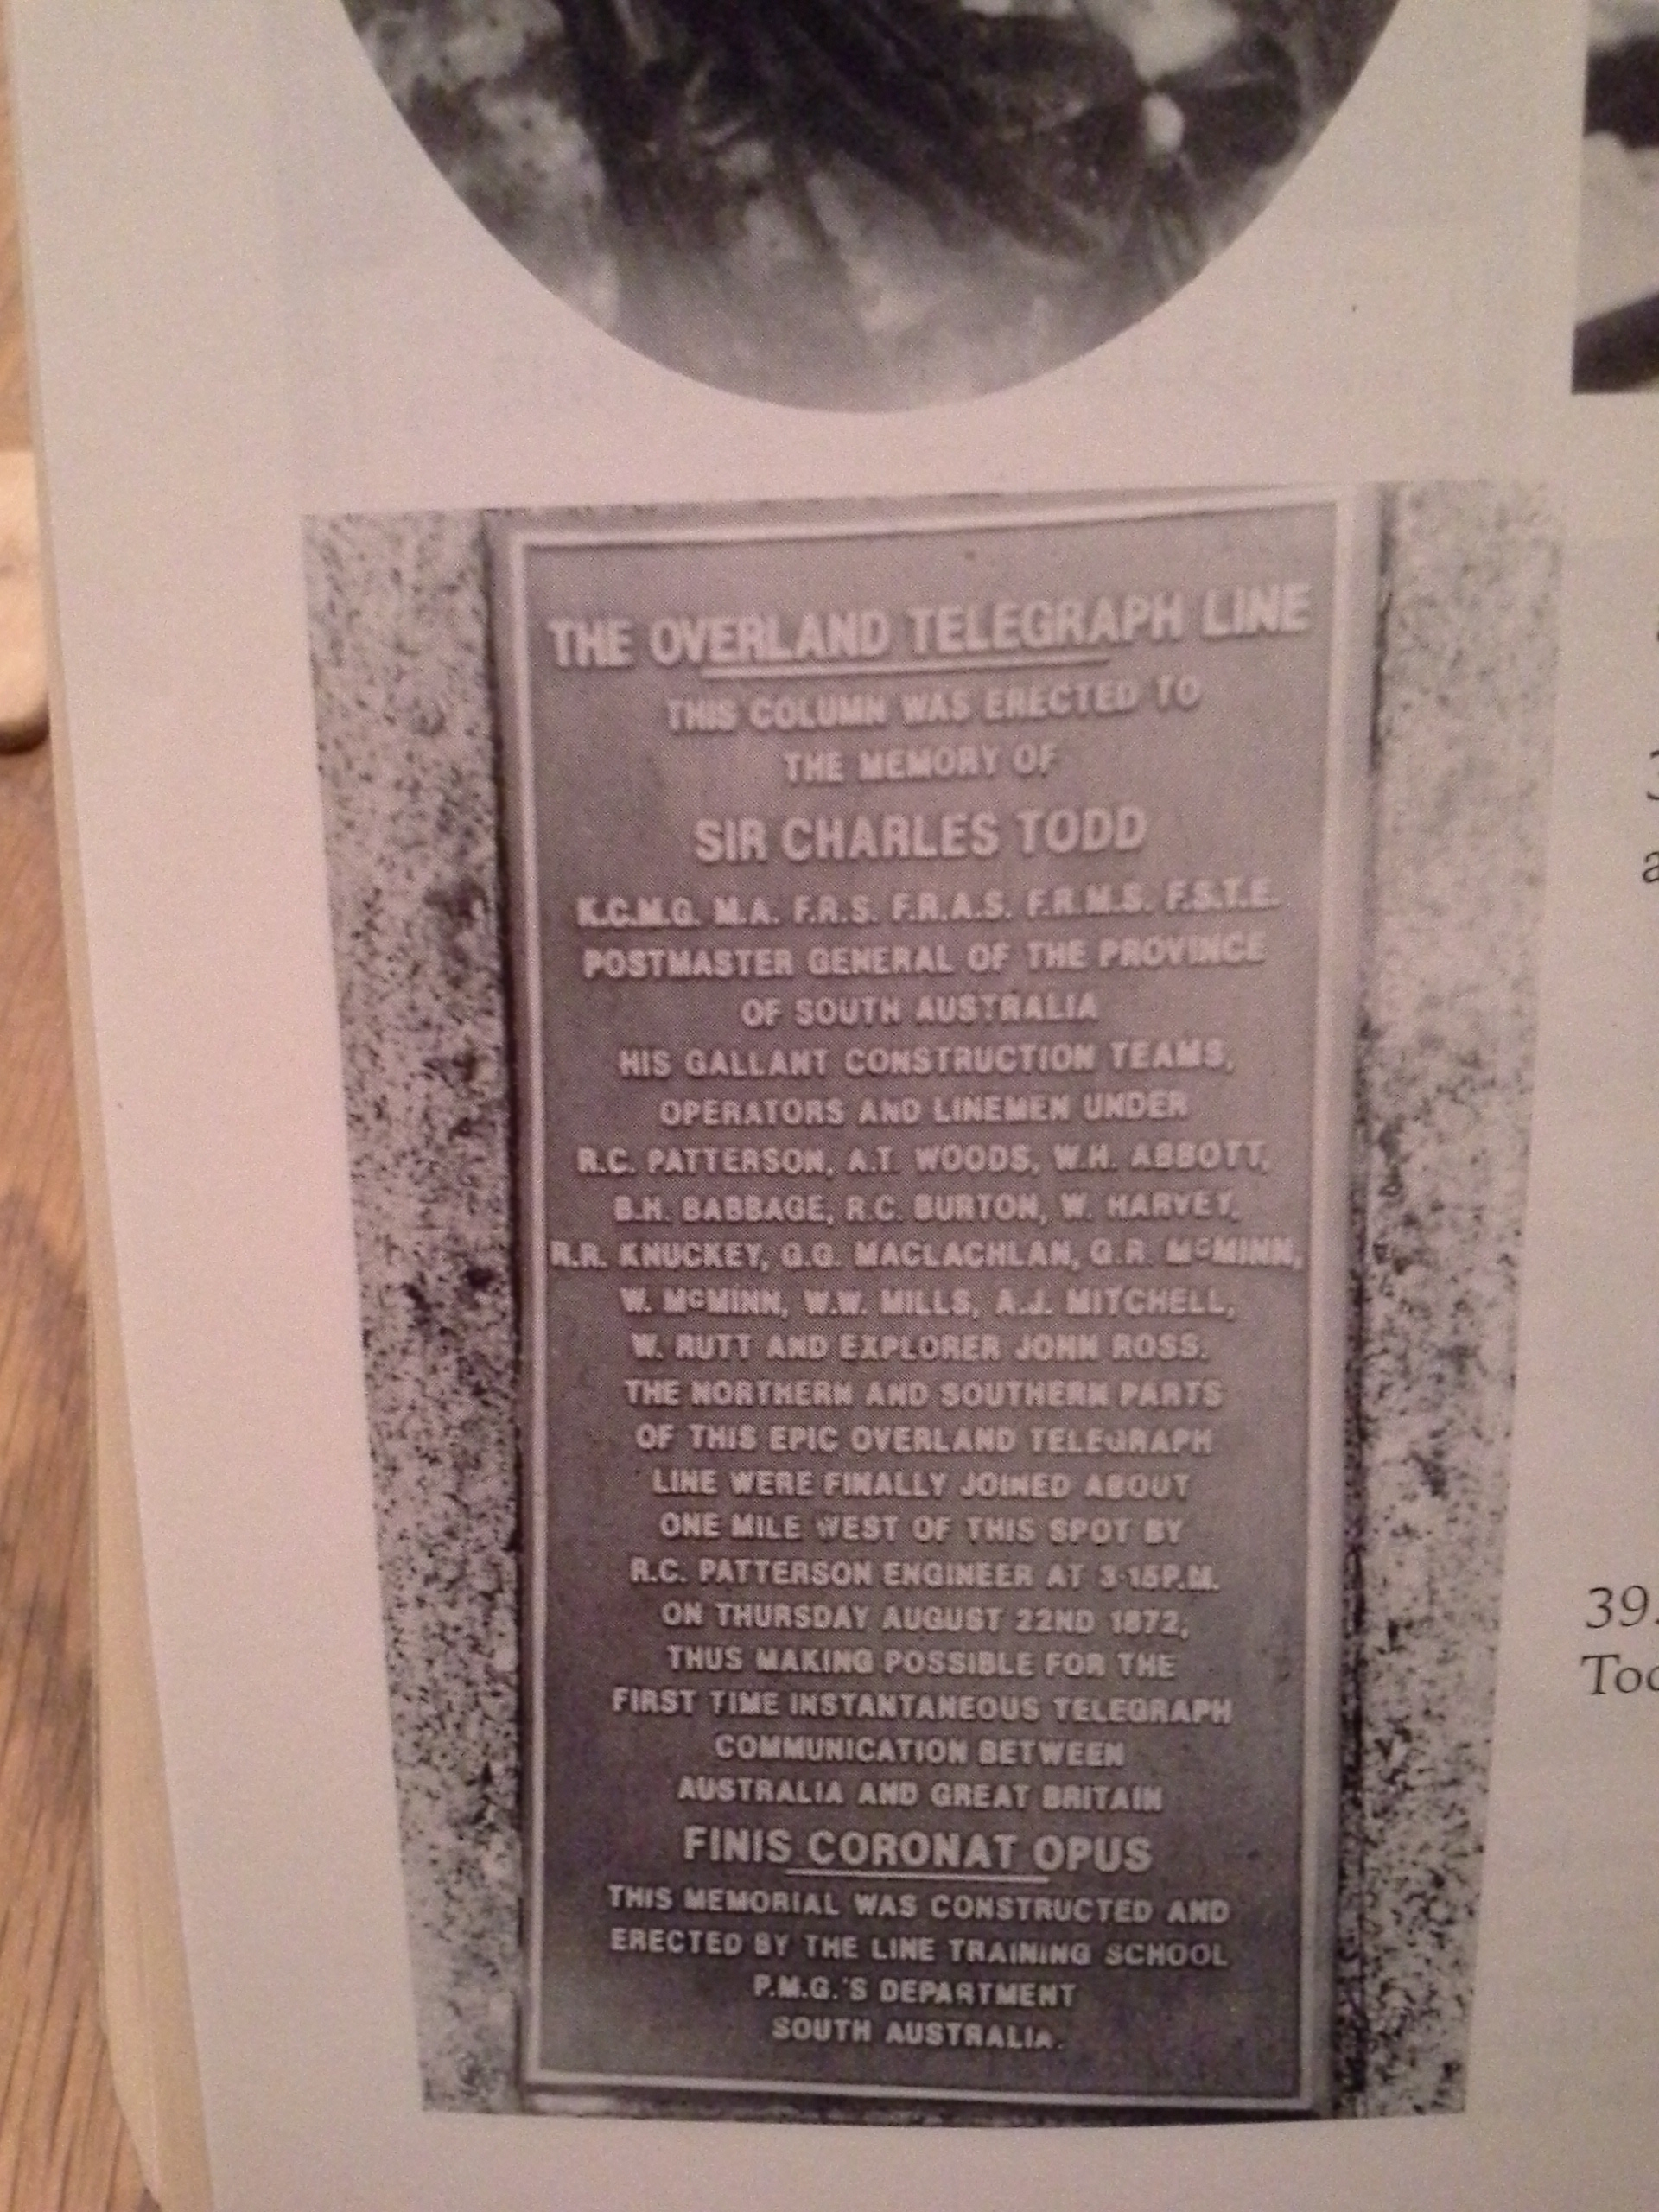 THE OVERLAND TELEGRAPH LINE
THIS COLUMN WAS ERECTED TO
THE MEMORY OF
SIR CHARLES TODD
K.C.M.G. M.A. F.R.S. F.R.A.S. F.R.M.S. F.S.T.E.
POSTMASTER GENERAL OF THE PROVINCE
OF SOUTH AUSTRALIA
HIS GALLANT CONSTRUCTION TEAMS,
OPERATORS AND LINEMEN UNDER
R.C. PATTERSON, A.T. WOODS, W.H. ABBOTT,
B.H. BABBAGE, R.C. BURTON, W. HARVEY,
R.R. KNUCKEY, G.G. MACLACHLAN, G.R. McMINN,
W. McMINN, W.W. MILLS, A.J. MITCHELL,
W. RUTT AND EXPLORER JOHN ROSS.
THE NORTHERN AND SOUTHERN PARTS
OF THIS EPIC OVERLAND TELEGRAPH
LINE WERE FINALLY JOINED ABOUT
ONE MILE WEST OF THIS SPOT BY
R.C. PATTERSON ENGINEER AT 3·15P.M.
ON THURSDAY AUGUST 22ND 1872,
THUS MAKING POSSIBLE FOR THE
FIRST TIME INSTANTANEOUS TELEGRAPH
COMMUNICATION BETWEEN
AUSTRALIA AND GREAT BRITAIN
FINIS CORONAT OPUS
THIS MEMORIAL WAS CONSTRUCTED AND
ERECTED BY THE LINE TRAINING SCHOOL
P.M.G.'S DEPARTMENT
SOUTH AUSTRALIA.
39.